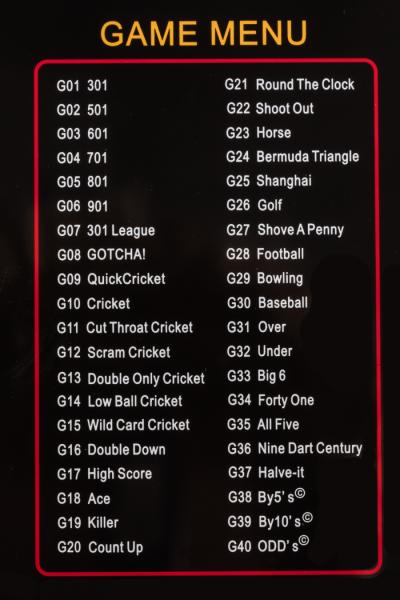 GAME MENU
G01 301
G02 501
G03 601
G04 701
G05 801
G06 901
G07 301 League
G08 GOTCHA!
G09 QuickCricket
G10 Cricket
G11 Cut Throat Cricket
G12 Scram Cricket
G13 Double Only Cricket
G14 Low Ball Cricket
G15 Wild Card Cricket
G16 Double Down
G17 High Score
G18 Ace
G19 Killer
G20 Count Up
G21 Round The Clock
G22 Shoot Out
G23 Horse
G24 Bermuda Triangle
G25 Shanghai
G26 Golf
G27 Shove A Penny
G28 Football
G29 Bowling
G30 Baseball
G31 Over
G32 Under
G33 Big 6
G34 Forty One
G35 All Five
G36 Nine Dart Century
G37 Halve-it
G38 By5' s©
G39 By10' s©
G40 ODD' s©